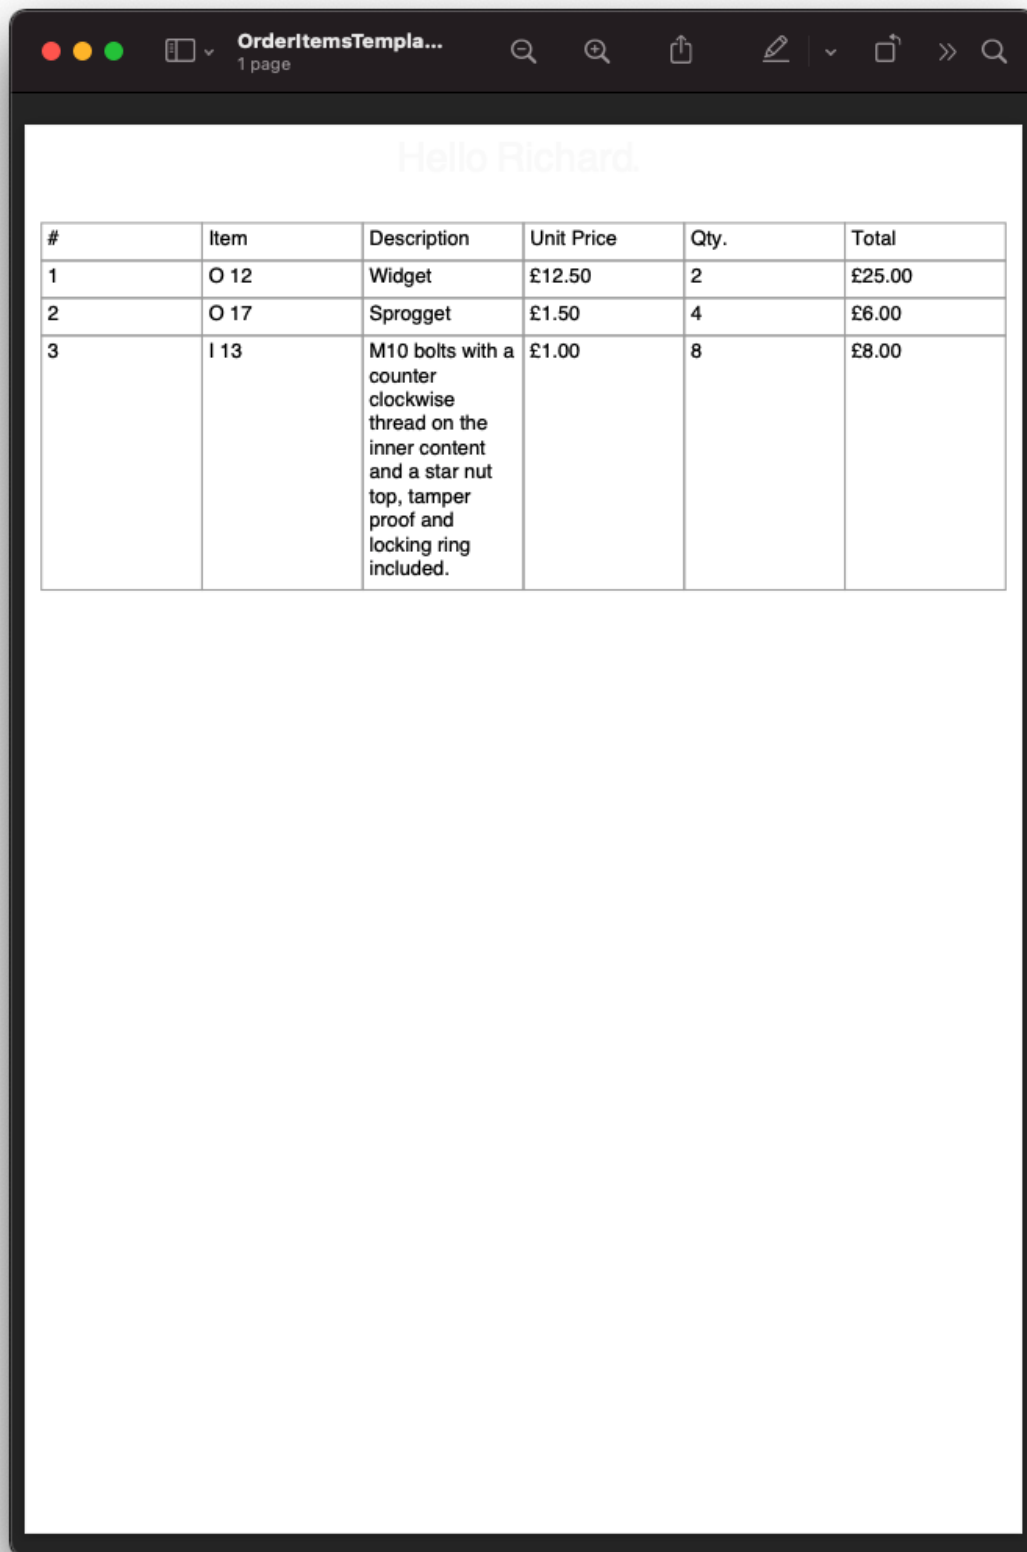 OrderItemsTempla...
1 page
Hello Richard.
# Item Description Unit Price Qty. Total
1 O 12 Widget £12.50 2 £25.00
2 O 17 Sprogget £1.50 4 £6.00
3 I 13 M10 bolts with a £1.00 8 £8.00
counter
clockwise
thread on the
inner content
and a star nut
top, tamper
proof and
locking ring
included.